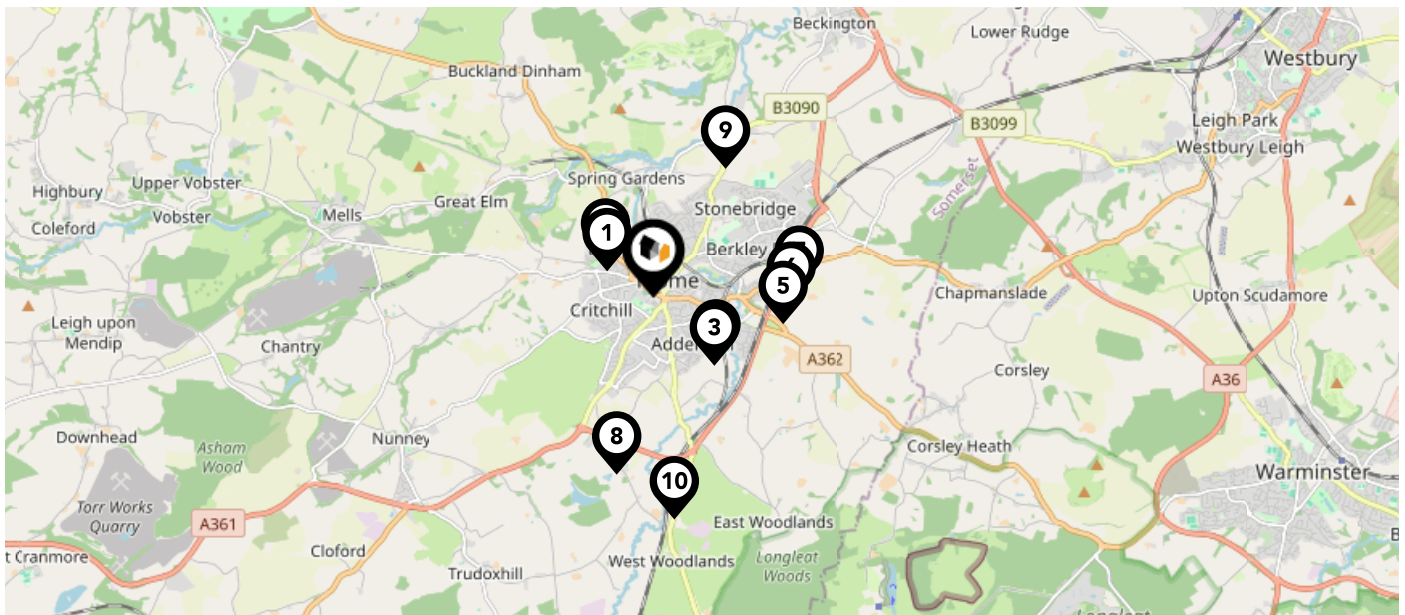 Beckington
Lower Rudge
Westbury
Buckland Dinham
B3090
B3099
Leigh Park
Westbury Leigh
9
Spring Gardens
Highbury
Upper Vobster
Somerset
Great Elm
Mells
Vobster
Stonebridge
Coleford
1
Berkley
5
Chapmanslade
Upton Scudamore
Critchill
Leigh upon
Mendip
3
Chantry
A362
Corsley
A36
Downhead
Nunney
8
Asham
Wood
Corsley Heath
Warminster
10
Torr Works
Quarry
A361
East Woodlands
Cloford
t Cranmore
West Woodlands
Longleat
Woods
Trudoxhill
Longleat